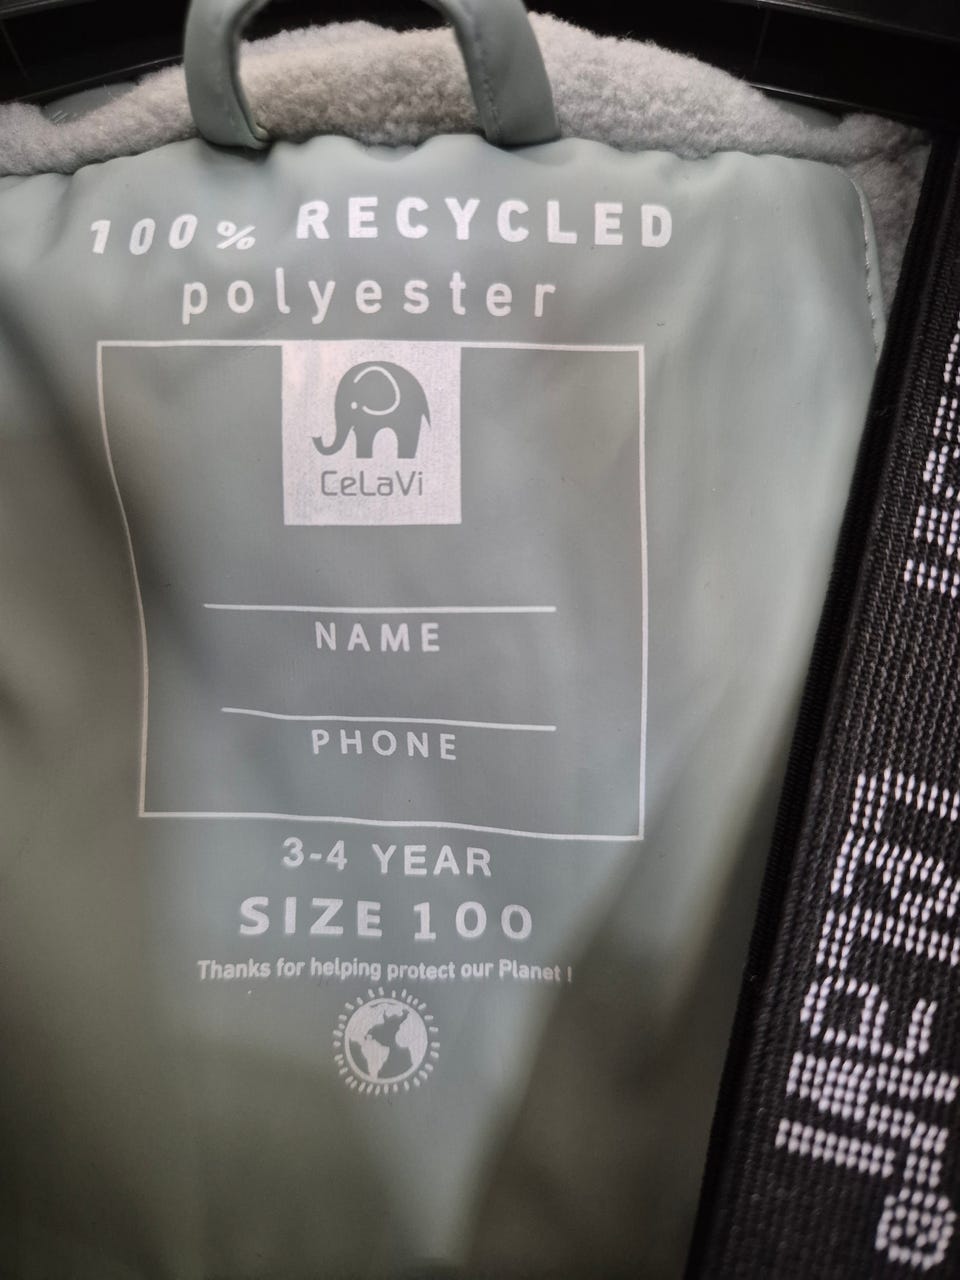 100% RECYCLED
polyester
CeLaVi
NAME
PHONE
3-4 YEAR
SIZE 100
Thanks for helping protect our Planet !